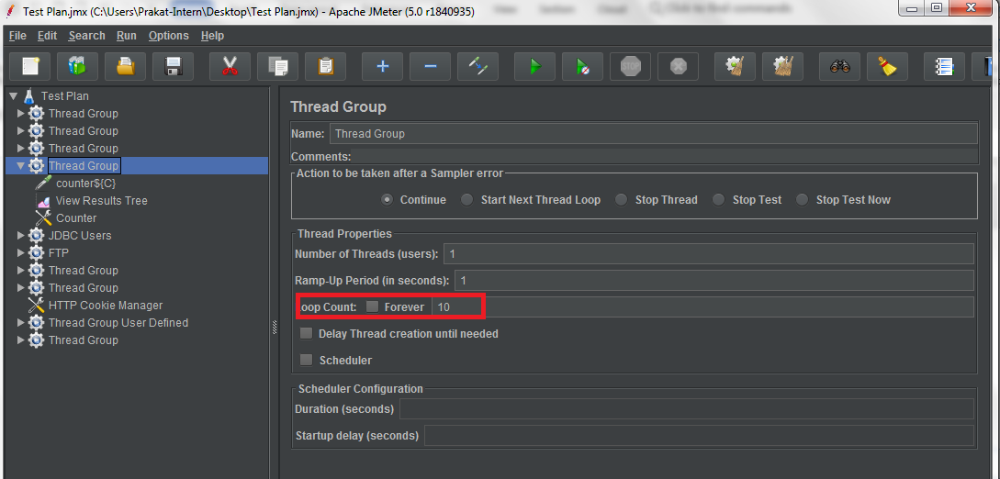 Test Plan.jmx (C:\Users\Prakat-Intern\Desktop\Test Plan.jmx) - Apache JMeter (5.0 r1840935)
File Edit Search Run Options Help
STOP
Test Plan
Thread Group
Thread Group
Thread Group
Thread Group
counter${C}
View Results Tree
Counter
JDBC Users
FTP
Thread Group
Thread Group
HTTP Cookie Manager
Thread Group User Defined
Thread Group
Thread Group
Name: Thread Group
Comments:
Action to be taken after a Sampler error
Continue Start Next Thread Loop Stop Thread Stop Test Stop Test Now
Thread Properties
Number of Threads (users): 1
Ramp-Up Period (in seconds): 1
oop Count: Forever 10
Delay Thread creation until needed
Scheduler
Scheduler Configuration
Duration (seconds)
Startup delay (seconds)